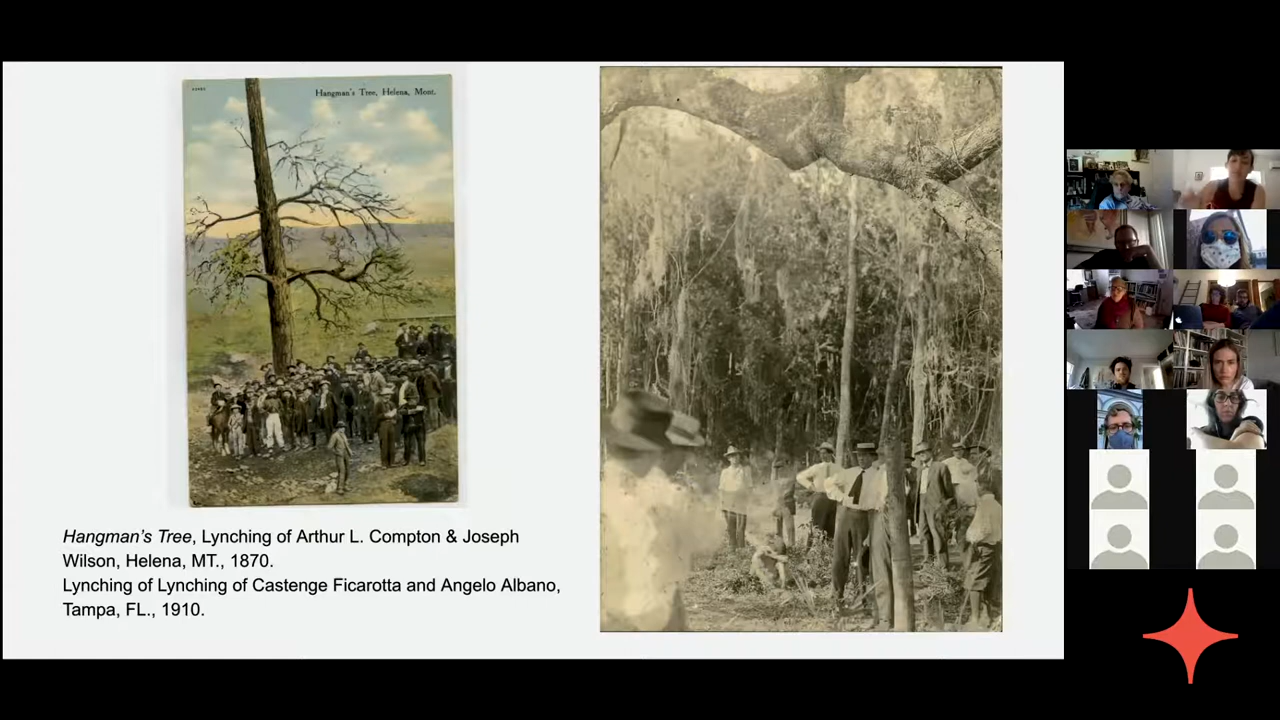 Hangman's Tree, Helena, Mont.
Hangman's Tree, Lynching of Arthur L. Compton & Joseph
Wilson, Helena, MT., 1870.
Lynching of Lynching of Castenge Ficarotta and Angelo Albano,
Tampa, FL., 1910.